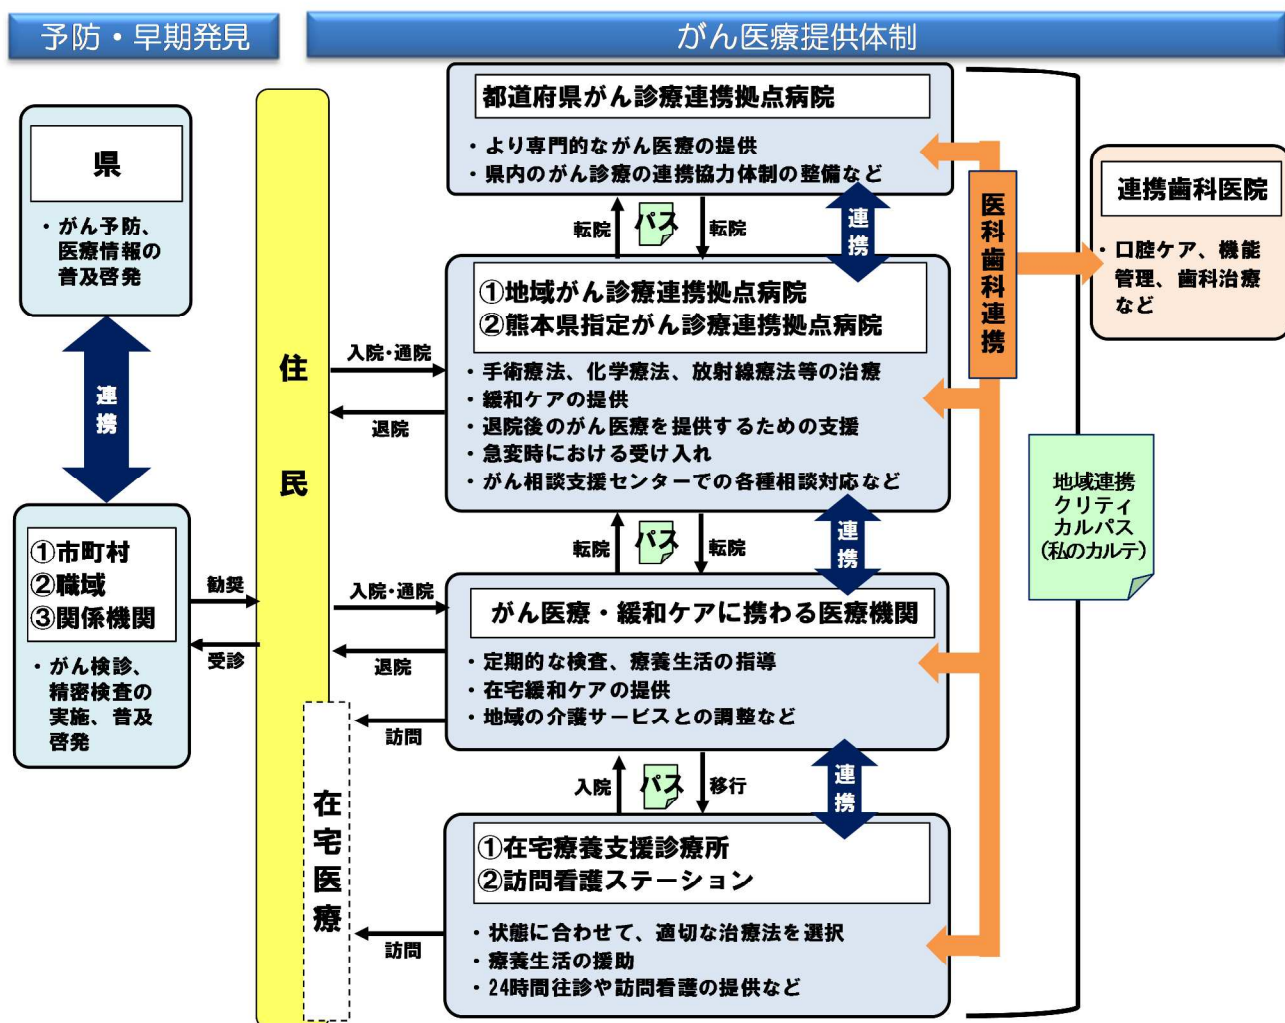 予防・早期発見
がん医療提供体制
県
・がん予防、
医療情報の
普及啓発
連携
①市町村
②職域
③関係機関
・がん検診、
精密検査の
実施、普及
啓発
勧奨
受診
住民
在宅医療
入院・通院
退院
入院・通院
退院
訪問
訪問
都道府県がん診療連携拠点病院
・より専門的ながん医療の提供
・県内のがん診療の連携協力体制の整備など
転院
パス
転院
連携
①地域がん診療連携拠点病院
②熊本県指定がん診療連携拠点病院
・手術療法、化学療法、放射線療法等の治療
・緩和ケアの提供
・退院後のがん医療を提供するための支援
・急変時における受け入れ
・がん相談支援センターでの各種相談対応など
転院
パス
転院
連携
がん医療・緩和ケアに携わる医療機関
・定期的な検査、療養生活の指導
・在宅緩和ケアの提供
・地域の介護サービスとの調整など
入院
パス
移行
連携
①在宅療養支援診療所
②訪問看護ステーション
・状態に合わせて、適切な治療法を選択
・療養生活の援助
・24時間往診や訪問看護の提供など
医科歯科連携
連携歯科医院
・口腔ケア、機能
管理、歯科治療
など
地域連携
クリティ
カルパス
(私のカルテ)